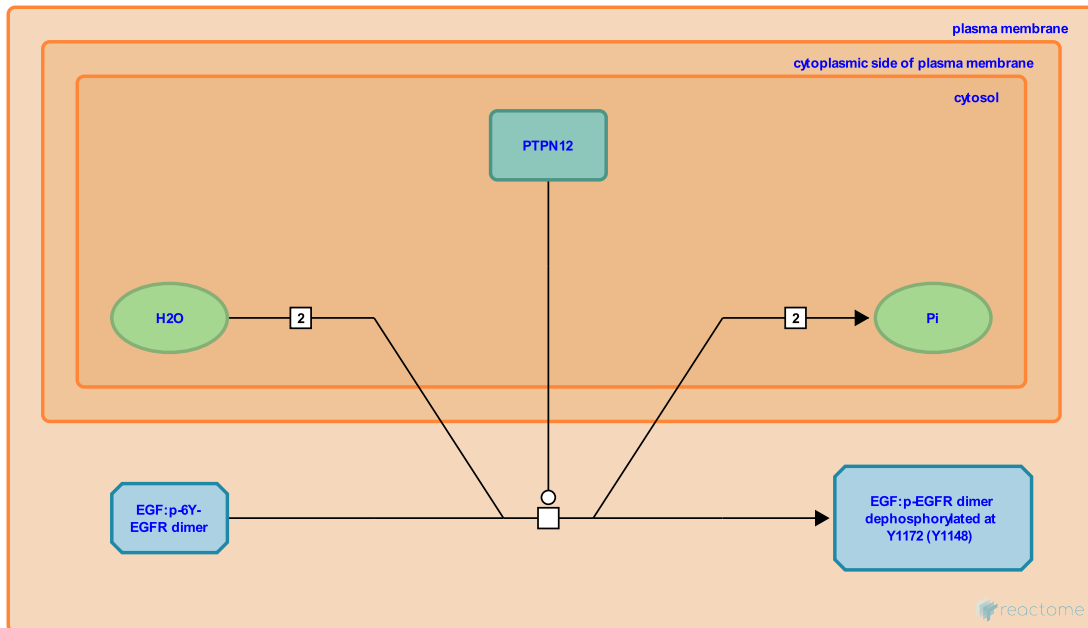 plasma membrane
cytoplasmic side of plasma membrane
cytosol
PTPN12
H2O
2
2
Pi
EGF:p-6Y-
EGFR dimer
EGF:p-EGFR dimer
dephosphorylated at
Y1172 (Y1148)
reactome